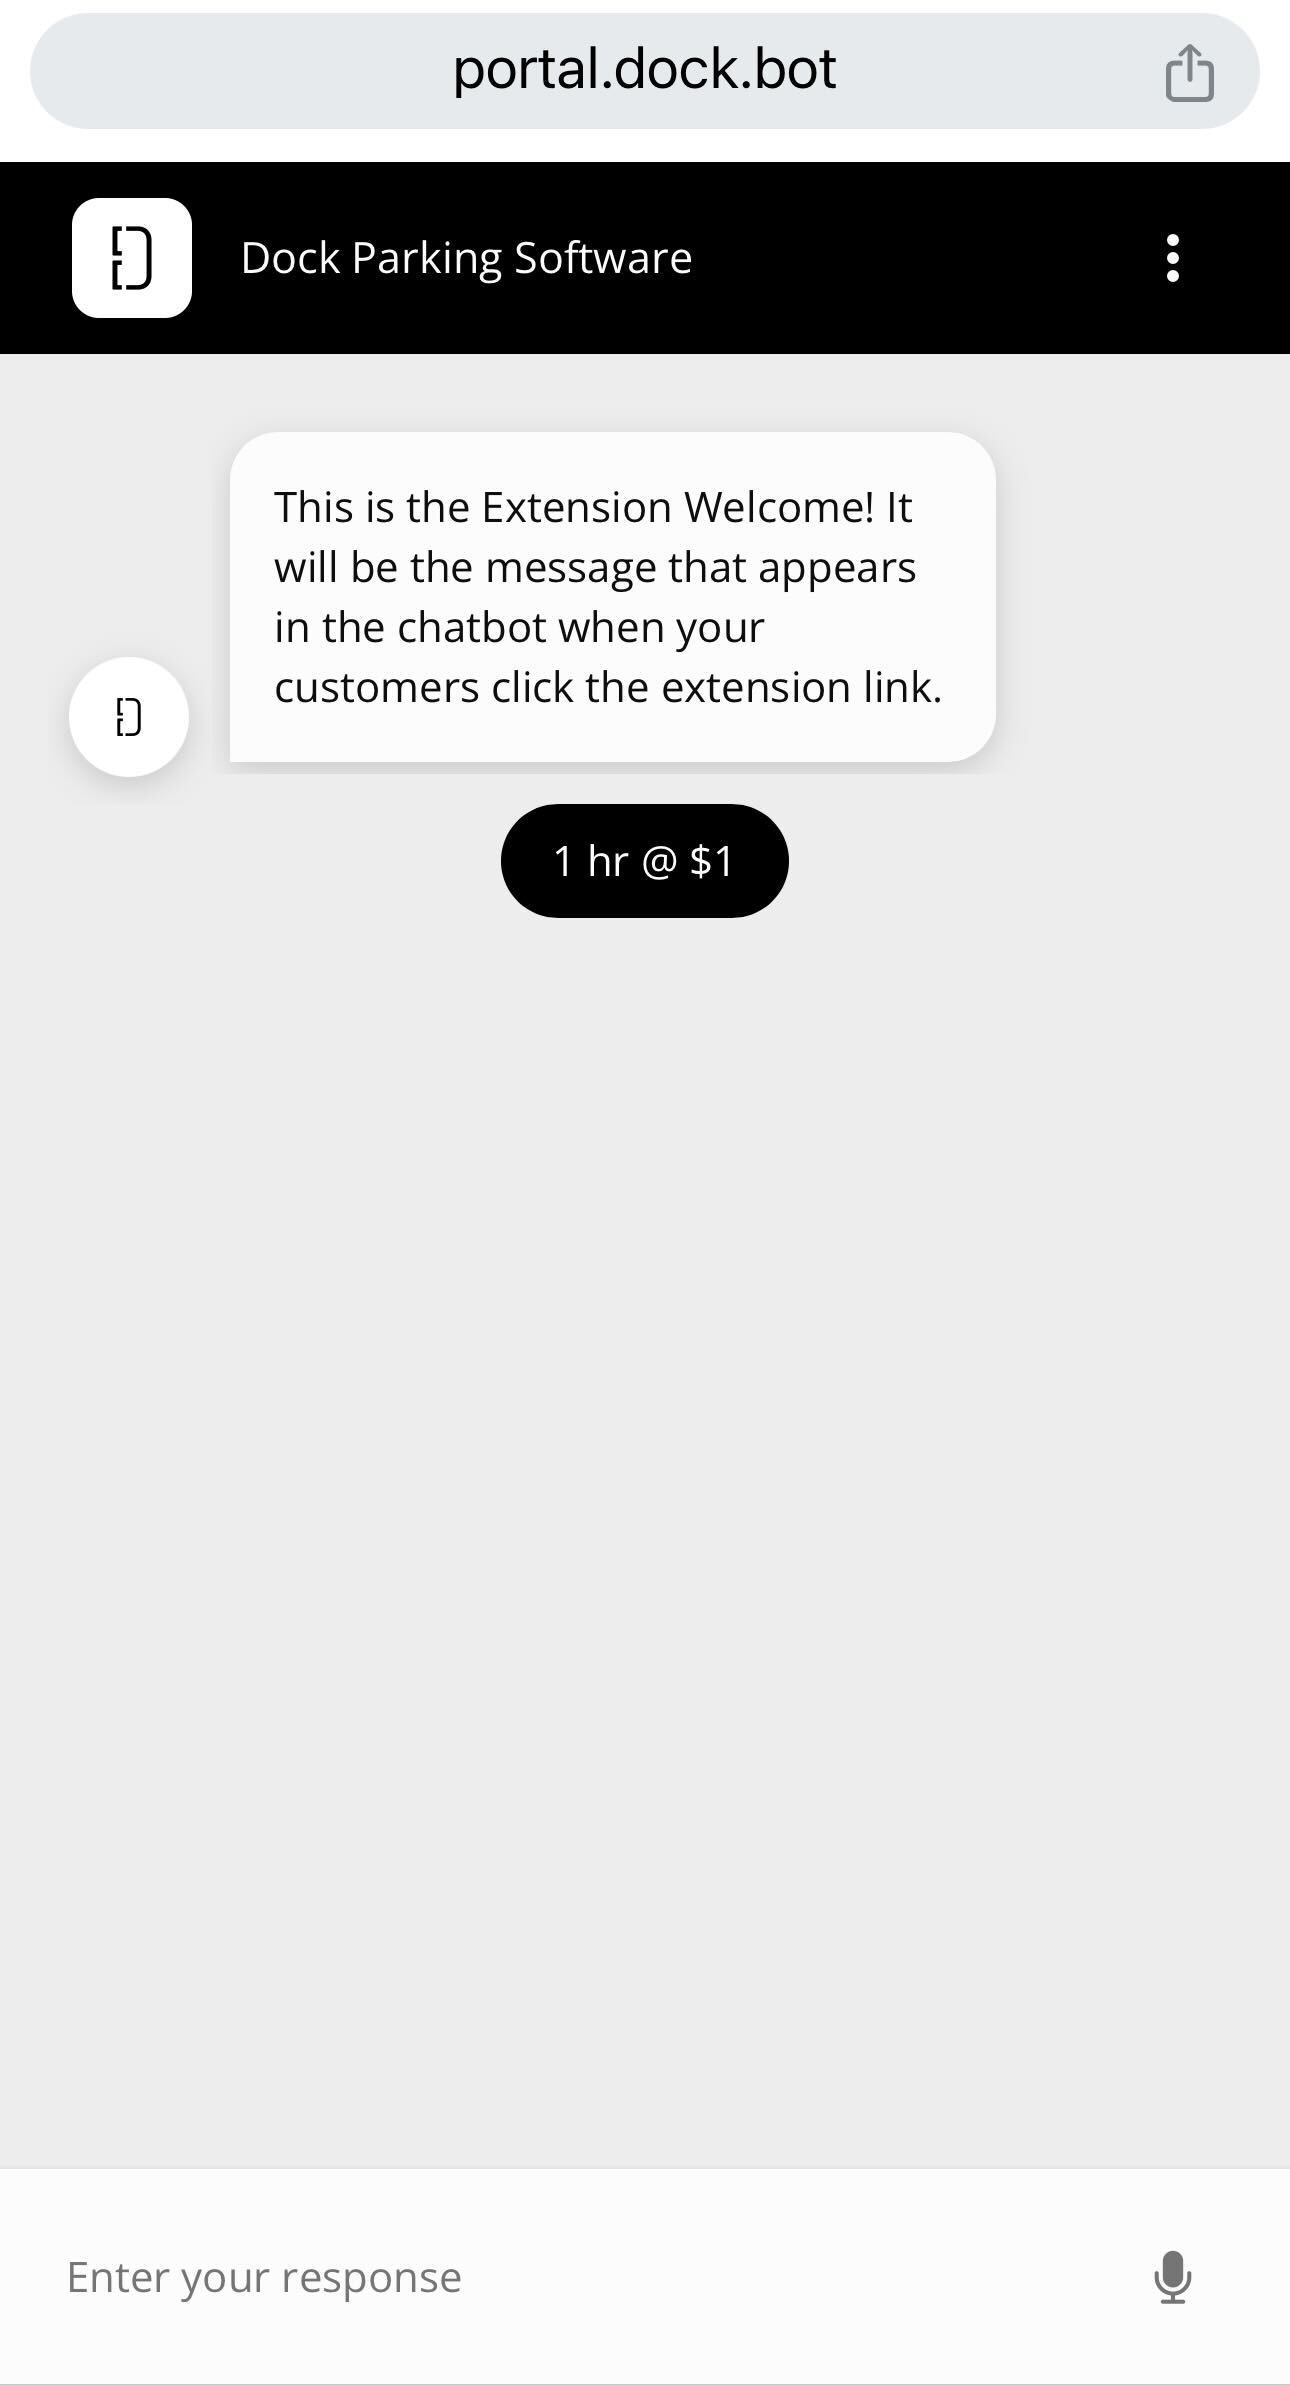 portal.dock.bot
Dock Parking Software
This is the Extension Welcome! It
will be the message that appears
in the chatbot when your
customers click the extension link.
1 hr @ $1
Enter your response